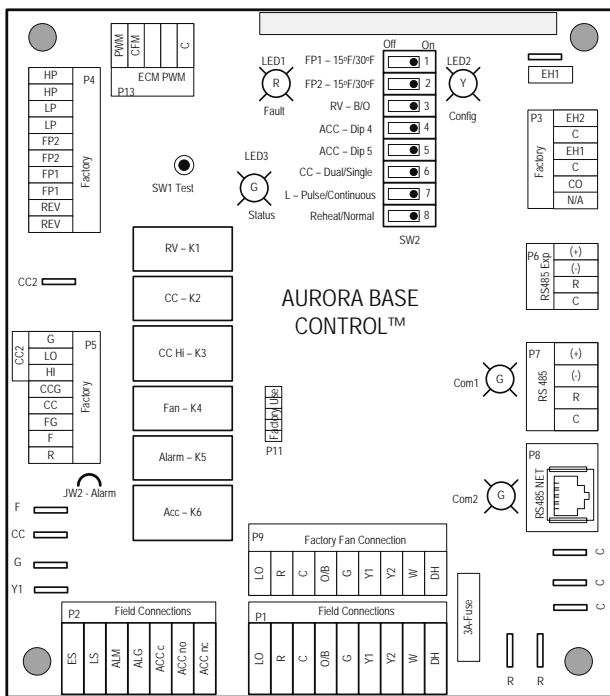 PWM
CFM
C
ECM PWM
P13
LED1
R
Fault
FP1 – 15ºF/30ºF
FP2 – 15ºF/30ºF
RV – B/O
ACC – Dip 4
ACC – Dip 5
CC – Dual/Single
L – Pulse/Continuous
Reheat/Normal
Off On
1
2
3
4
5
6
7
8
SW2
LED2
Y
Config
EH1
P4
HP
HP
LP
LP
FP2
FP2
FP1
FP1
REV
REV
Factory
SW1 Test
LED3
G
Status
P3
Factory
EH2
C
EH1
C
CO
N/A
RV – K1
CC – K2
CC Hi – K3
Fan – K4
Alarm – K5
Acc – K6
CC2
AURORA BASE
CONTROL™
P6
RS485 Exp
(+)
(-)
R
C
CC2
P5
G
LO
HI
CCG
CC
FG
F
R
Factory
Factory Use
P11
Com1
G
P7
RS 485
(+)
(-)
R
C
JW2 - Alarm
Com2
G
P8
RS485 NET
F
CC
G
Y1
P9
Factory Fan Connection
LO
R
C
O/B
G
Y1
Y2
W
DH
C
C
C
P2
Field Connections
ES
LS
ALM
ALG
ACC c
ACC no
ACC nc
P1
Field Connections
LO
R
C
O/B
G
Y1
Y2
W
DH
3A-Fuse
R
R